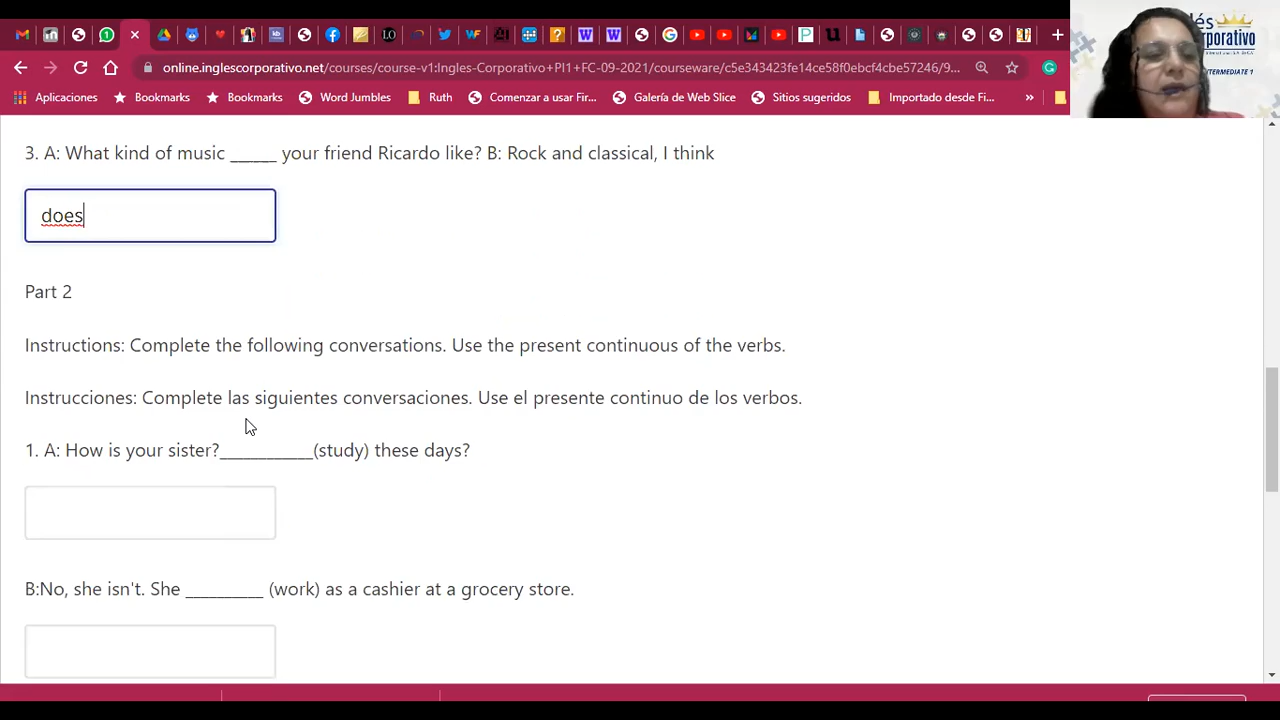 online.inglescorporativo.net/courses/course-v1:Ingles-Corporativo+PI1+FC-09-2021/courseware/c5e343423fe14ce58f0ebcf4cbe57246/9...
Aplicaciones Bookmarks Bookmarks Word Jumbles Ruth Comenzar a usar Fir... Galería de Web Slice Sitios sugeridos Importado desde Fi... »
3. A: What kind of music ______ your friend Ricardo like? B: Rock and classical, I think
does
Part 2
Instructions: Complete the following conversations. Use the present continuous of the verbs.
Instrucciones: Complete las siguientes conversaciones. Use el presente continuo de los verbos.
1. A: How is your sister?____________(study) these days?
B:No, she isn't. She __________ (work) as a cashier at a grocery store.